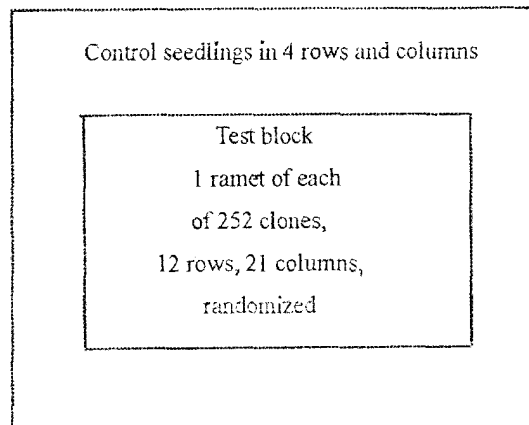 Control seedlings in 4 rows and columns
Test block
1 ramet of each
of 252 clones,
12 rows, 21 columns,
randomized